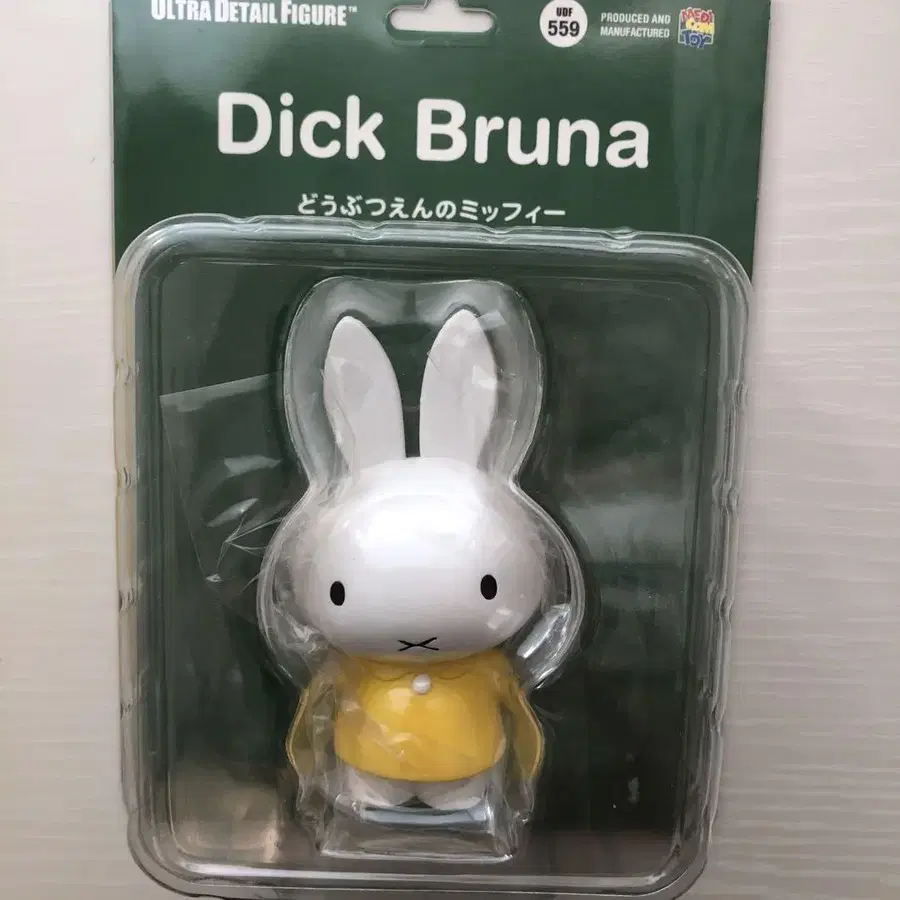 ULTRA DETAIL FIGURE™
UDF
559
PRODUCED AND
MANUFACTURED
MEDI
COM
TOY
Dick Bruna
どうぶつえんのミッフィー